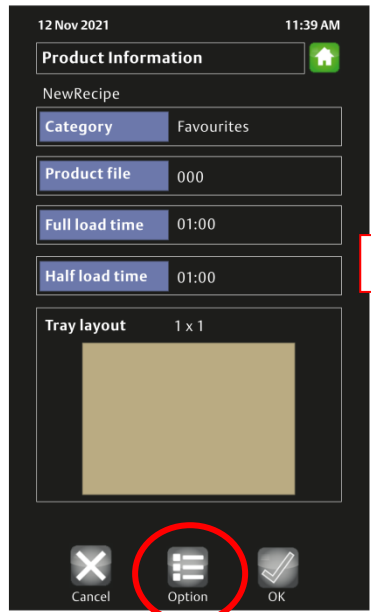 12 Nov 2021 11:39 AM
Product Information
NewRecipe
Category Favourites
Product file 000
Full load time 01:00
Half load time 01:00
Tray layout 1 x 1
Cancel Option OK